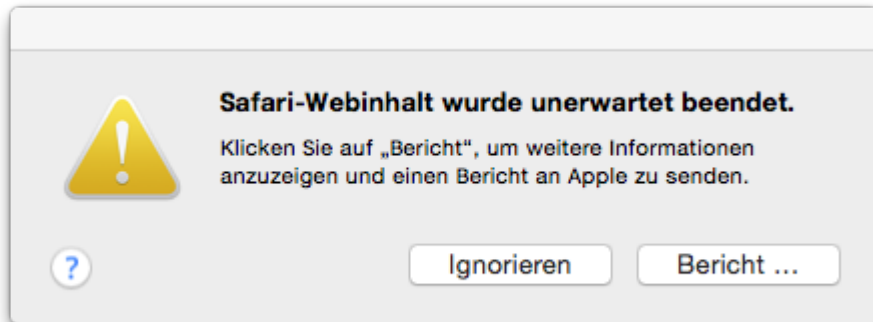 Safari-Webinhalt wurde unerwartet beendet.
Klicken Sie auf „Bericht“, um weitere Informationen
anzuzeigen und einen Bericht an Apple zu senden.
?
Ignorieren
Bericht ...